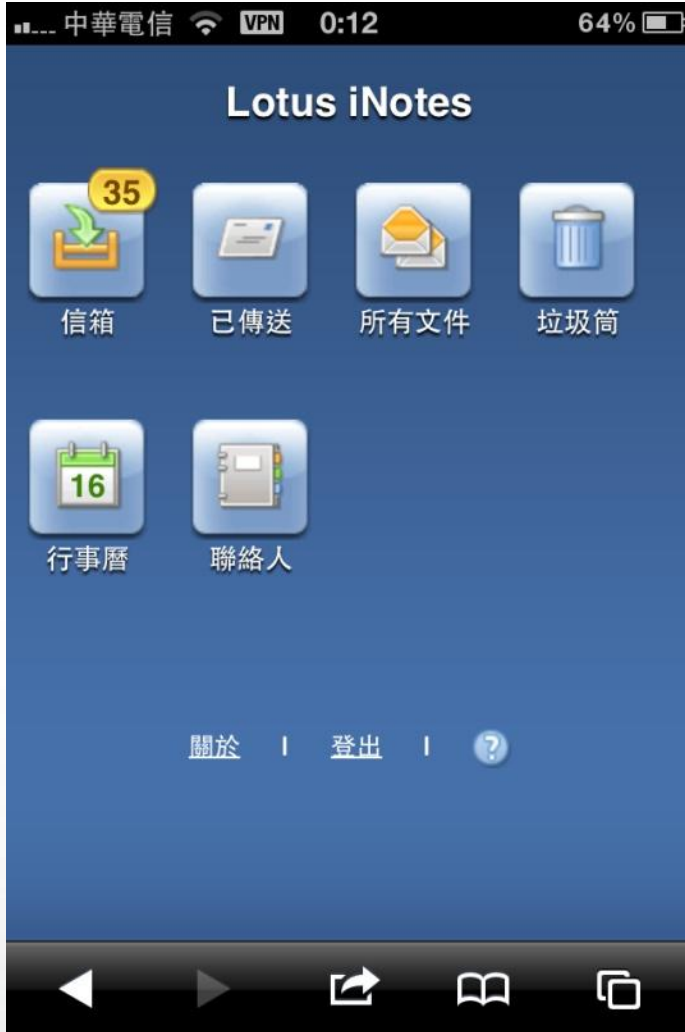 中華電信 VPN 0:12 64%
Lotus iNotes
35
信箱 已傳送 所有文件 垃圾筒
16
行事曆 聯絡人
關於 | 登出 | ?